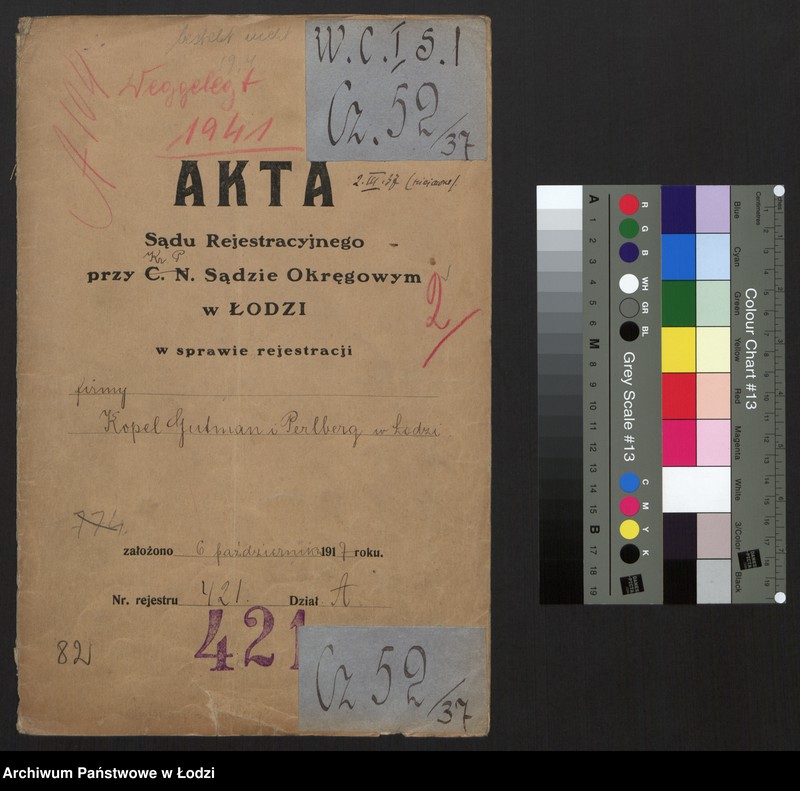 W. C. I S. 1
Cz. 52/37
19.4
Weggelegt
1941
AKTA
2.III.37
Sądu Rejestracyjnego
Kr. P.
przy C. N. Sądzie Okręgowym
w ŁODZI
2
w sprawie rejestracji
firmy
Kopel Gutman i Perlberg w Łodzi
774
założono 6 października 1917 roku.
Nr. rejestru 421. Dział A
421
82
Cz 52/37
A 1 2 3 4 5 6 M 8 9 10 11 12 13 14 15 B 17 18 19
R G B WH GR BL
Grey Scale #13
C M Y K
Blue Cyan Green Yellow Red Magenta White 3/Color Black
Colour Chart #13
Centimetres
Archiwum Państwowe w Łodzi